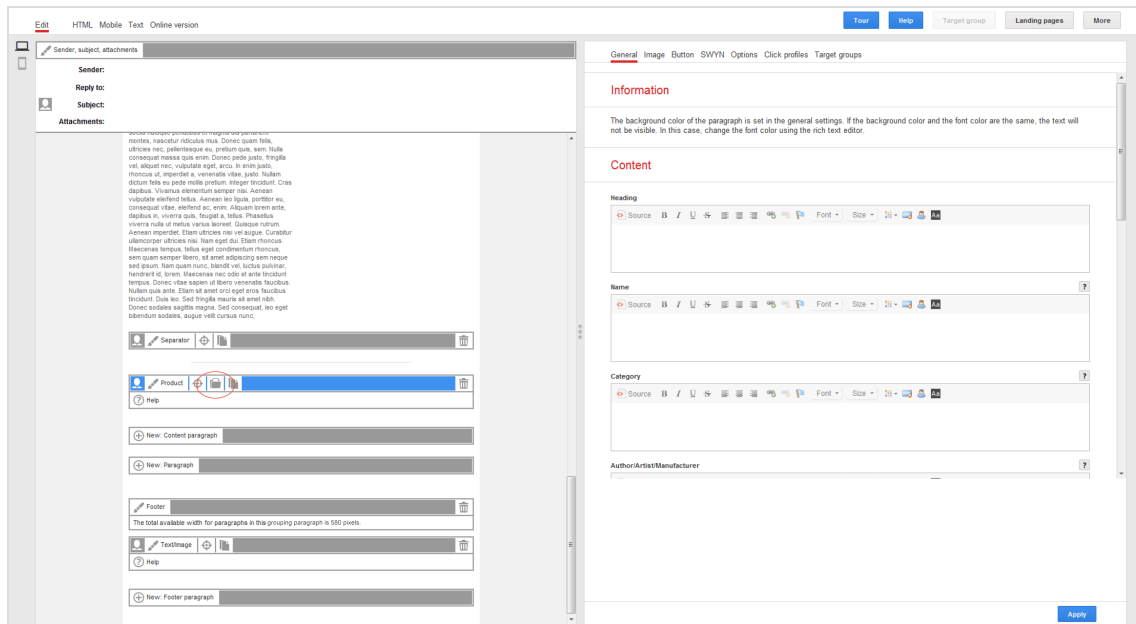 Edit HTML Mobile Text Online version
Tour Help Target group Landing pages More
Sender, subject, attachments
Sender:
Reply to:
Subject:
Attachments:
montes, nascetur ridiculus mus. Donec quam felis,
ultricies nec, pellentesque eu, pretium quis, sem. Nulla
consequat massa quis enim. Donec pede justo, fringilla
vel, aliquet nec, vulputate eget, arcu. In enim justo,
rhoncus ut, imperdiet a, venenatis vitae, justo. Nullam
dictum felis eu pede mollis pretium. Integer tincidunt. Cras
dapibus. Vivamus elementum semper nisi. Aenean
vulputate eleifend tellus. Aenean leo ligula, porttitor eu,
consequat vitae, eleifend ac, enim. Aliquam lorem ante,
dapibus in, viverra quis, feugiat a, tellus. Phasellus
viverra nulla ut metus varius laoreet. Quisque rutrum.
Aenean imperdiet. Etiam ultricies nisi vel augue. Curabitur
ullamcorper ultricies nisi. Nam eget dui. Etiam rhoncus.
Maecenas tempus, tellus eget condimentum rhoncus,
sem quam semper libero, sit amet adipiscing sem neque
sed ipsum. Nam quam nunc, blandit vel, luctus pulvinar,
hendrerit id, lorem. Maecenas nec odio et ante tincidunt
tempus. Donec vitae sapien ut libero venenatis faucibus.
Nullam quis ante. Etiam sit amet orci eget eros faucibus
tincidunt. Duis leo. Sed fringilla mauris sit amet nibh.
Donec sodales sagittis magna. Sed consequat, leo eget
bibendum sodales, augue velit cursus nunc,
Separator
Product
Help
New: Content paragraph
New: Paragraph
Footer
The total available width for paragraphs in this grouping paragraph is 580 pixels.
Text/Image
Help
New: Footer paragraph
General Image Button SWYN Options Click profiles Target groups
Information
The background color of the paragraph is set in the general settings. If the background color and the font color are the same, the text will
not be visible. In this case, change the font color using the rich text editor.
Content
Heading
Source B I U S Font Size Aa
Name ?
Source B I U S Font Size Aa
Category ?
Source B I U S Font Size Aa
Author/Artist/Manufacturer ?
Apply